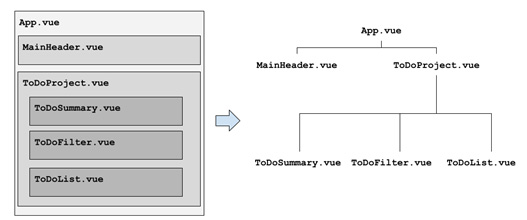 App.vue
MainHeader.vue
ToDoProject.vue
ToDoSummary.vue
ToDoFilter.vue
ToDoList.vue
App.vue
MainHeader.vue ToDoProject.vue
ToDoSummary.vue ToDoFilter.vue ToDoList.vue